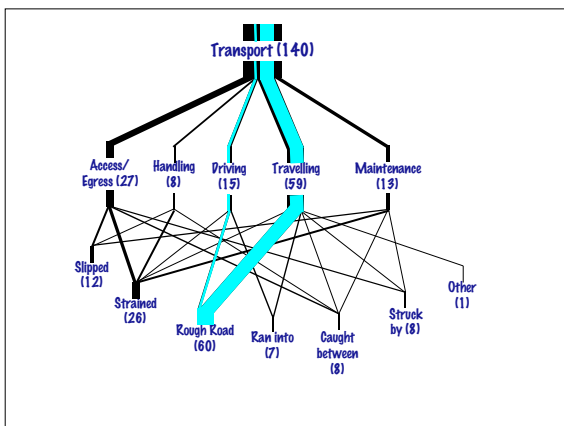 Transport (140)
Access/
Egress (27)
Handling
(8)
Driving
(15)
Travelling
(59)
Maintenance
(13)
Slipped
(12)
Strained
(26)
Rough Road
(60)
Ran into
(7)
Caught
between
(8)
Struck
by (8)
Other
(1)